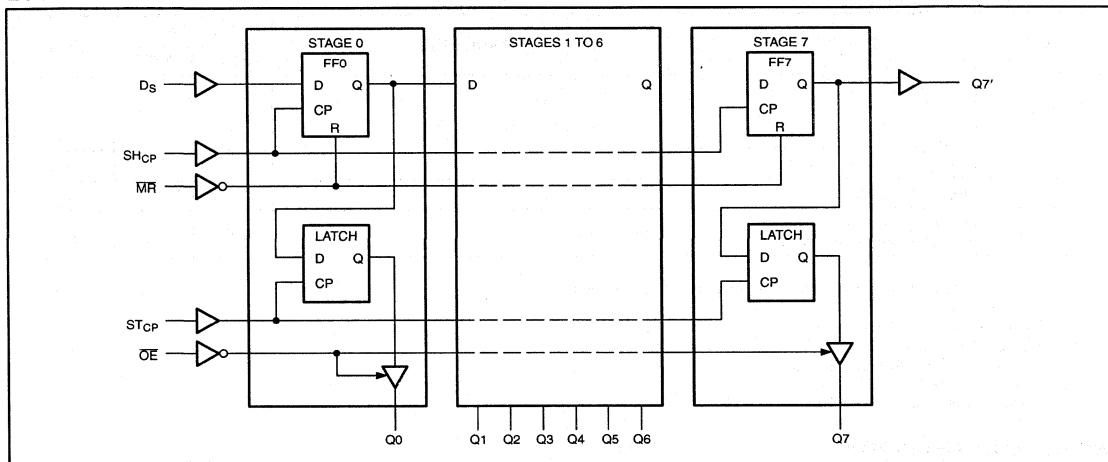 STAGE 0
STAGES 1 TO 6
STAGE 7
FF0
FF7
DS
D
Q
D
Q
D
Q
Q7'
CP
CP
R
R
SHCP
MR
LATCH
LATCH
D
Q
D
Q
CP
CP
STCP
OE
Q0
Q1
Q2
Q3
Q4
Q5
Q6
Q7